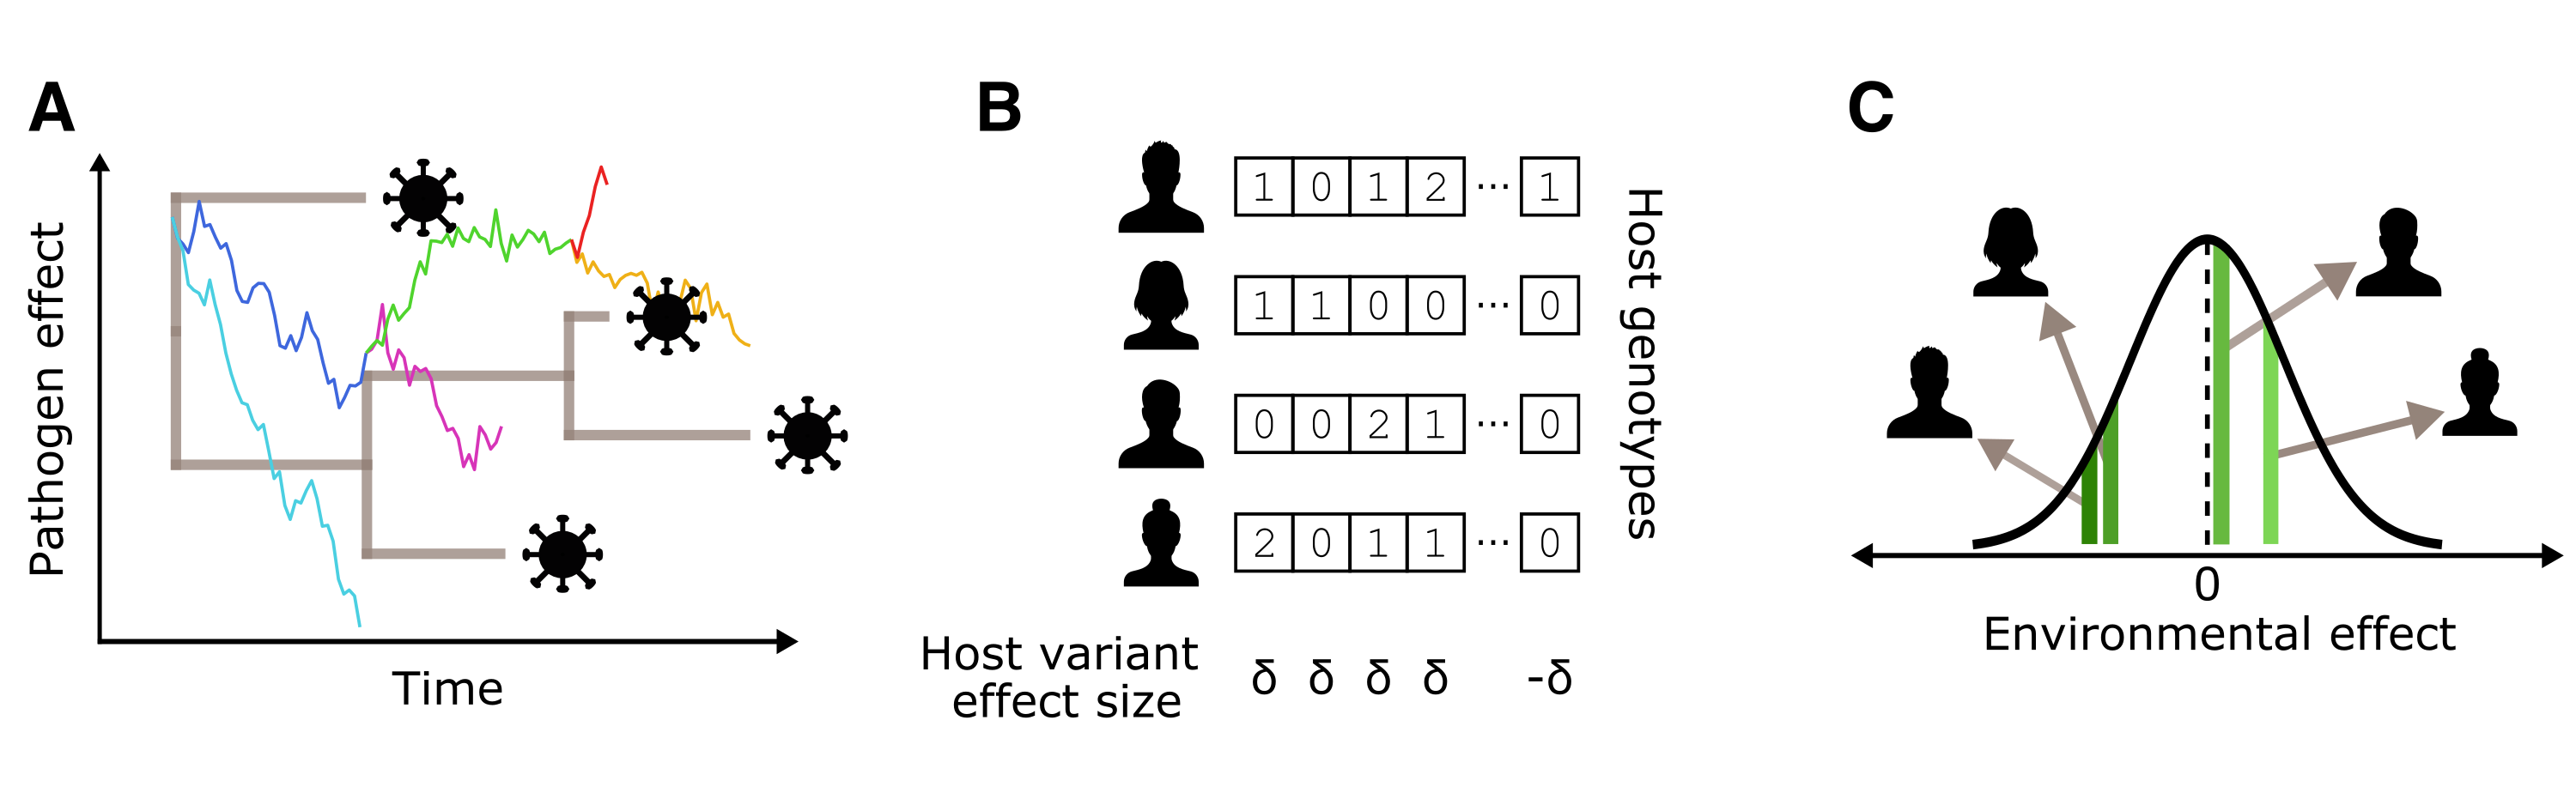 A
Pathogen effect
Time
B
1 0 1 2 ... 1
1 1 0 0 ... 0
0 0 2 1 ... 0
2 0 1 1 ... 0
Host genotypes
Host variant
effect size
δ δ δ δ -δ
C
0
Environmental effect